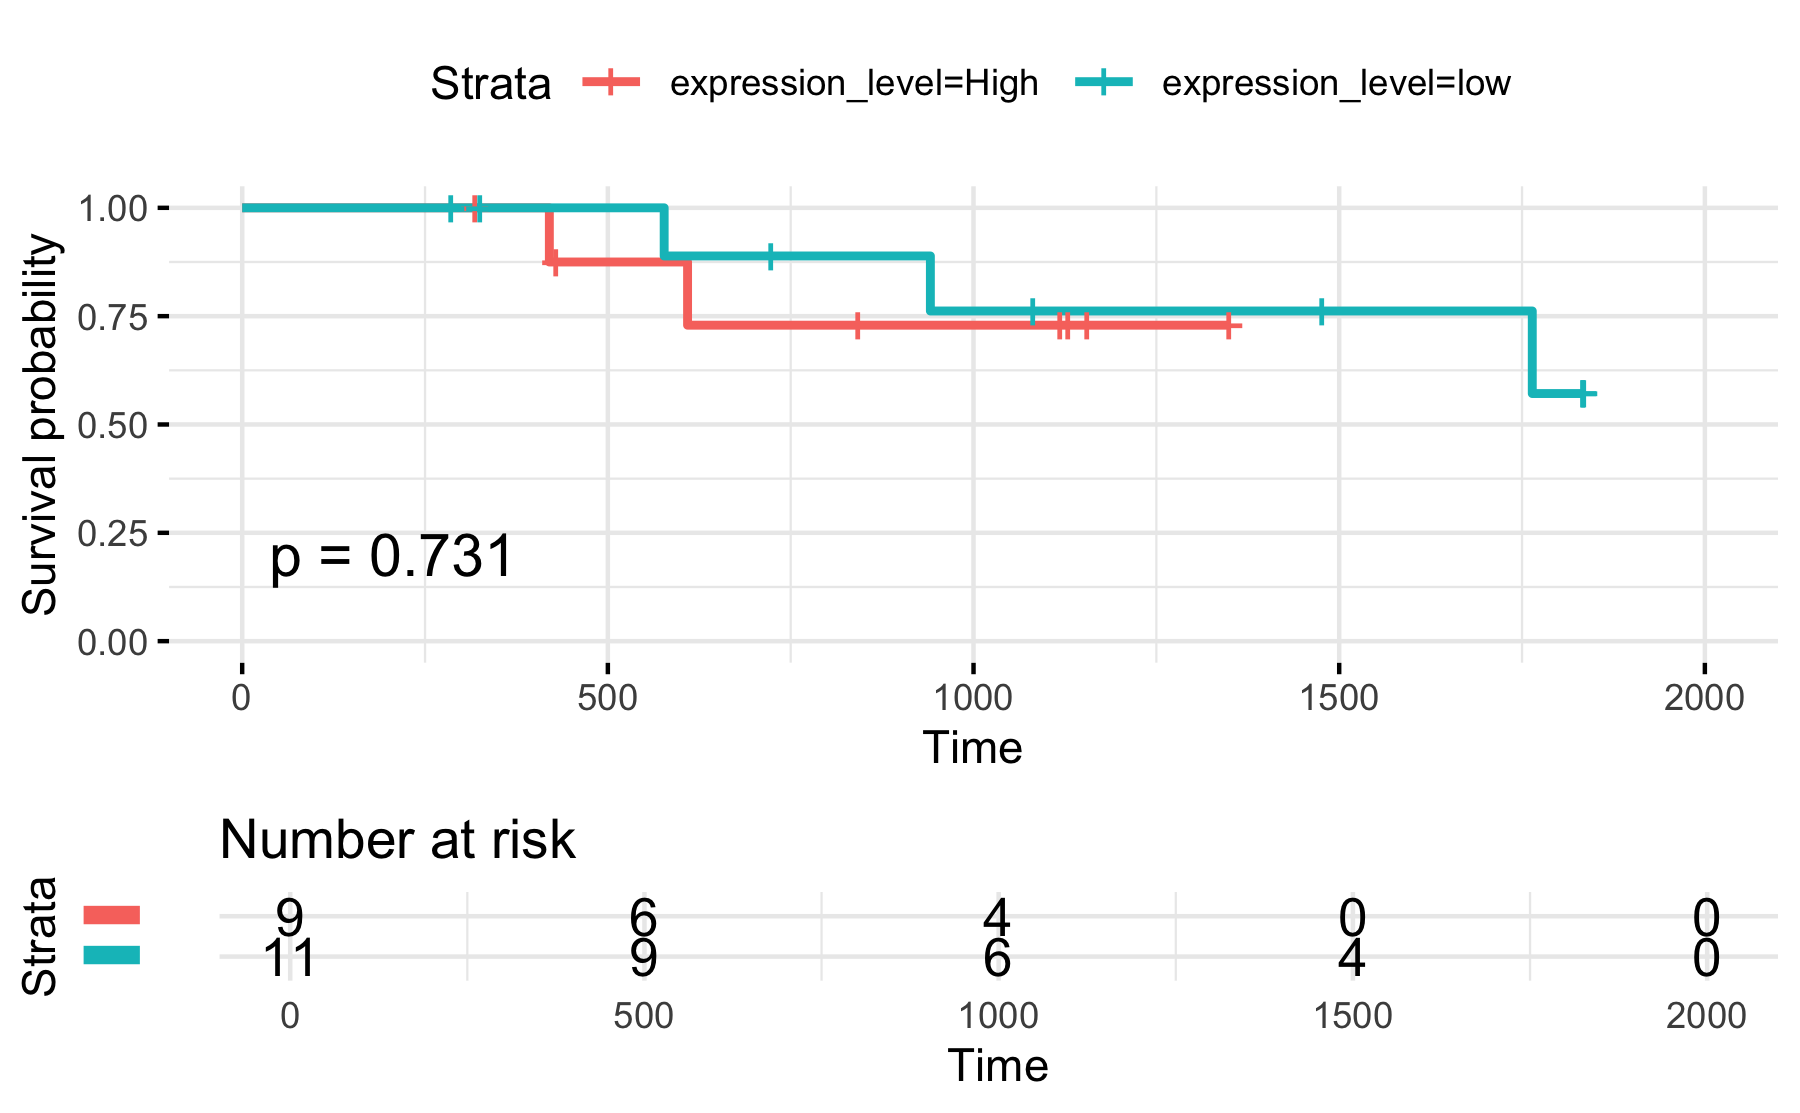 Strata expression_level=High expression_level=low
Survival probability
1.00
0.75
0.50
0.25
0.00
p = 0.731
0 500 1000 1500 2000
Time
Number at risk
Strata
9 6 4 0 0
11 9 6 4 0
0 500 1000 1500 2000
Time